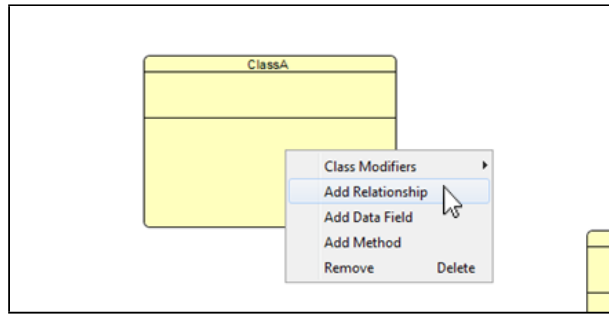 ClassA
Class Modifiers
Add Relationship
Add Data Field
Add Method
Remove Delete